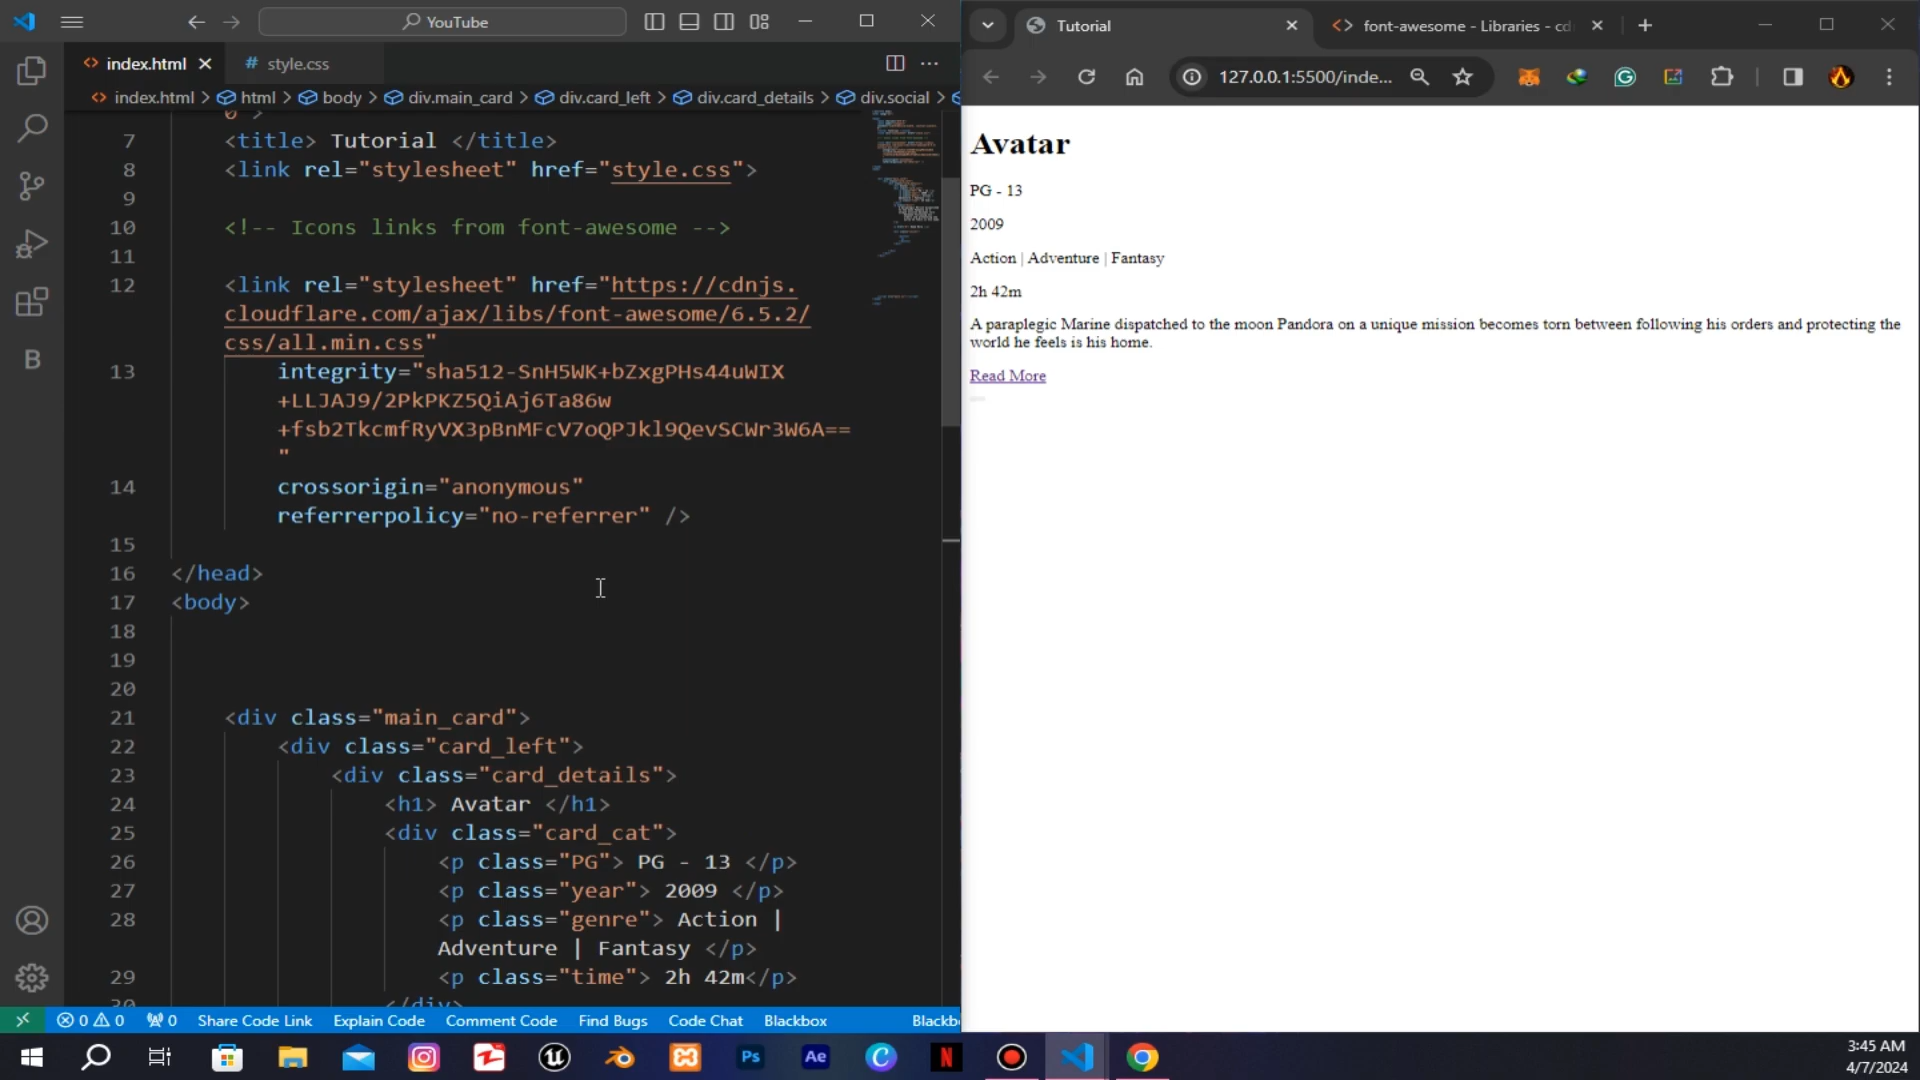 YouTube
index.html
# style.css
index.html > html > body > div.main_card > div.card_left > div.card_details > div.social >
7 <title> Tutorial </title>
8 <link rel="stylesheet" href="style.css">
9
10 <!-- Icons links from font-awesome -->
11
12 <link rel="stylesheet" href="https://cdnjs.
cloudflare.com/ajax/libs/font-awesome/6.5.2/
css/all.min.css"
13 integrity="sha512-SnH5WK+bZxgPHs44uWIX
+LLJAJ9/2PkPKZ5QiAj6Ta86w
+fsb2TkcmfRyVX3pBnMFcV7oQPJkl9QevSCWr3W6A==
"
14 crossorigin="anonymous"
referrerpolicy="no-referrer" />
15
16 </head>
17 <body>
18
19
20
21 <div class="main_card">
22 <div class="card_left">
23 <div class="card_details">
24 <h1> Avatar </h1>
25 <div class="card_cat">
26 <p class="PG"> PG - 13 </p>
27 <p class="year"> 2009 </p>
28 <p class="genre"> Action |
Adventure | Fantasy </p>
29 <p class="time"> 2h 42m</p>
30 </div>
0 0 0 Share Code Link Explain Code Comment Code Find Bugs Code Chat Blackbox Blackb
Tutorial
font-awesome - Libraries - cd
127.0.0.1:5500/inde...
Avatar
PG - 13
2009
Action | Adventure | Fantasy
2h 42m
A paraplegic Marine dispatched to the moon Pandora on a unique mission becomes torn between following his orders and protecting the
world he feels is his home.
Read More
Ps
Ae
3:45 AM
4/7/2024